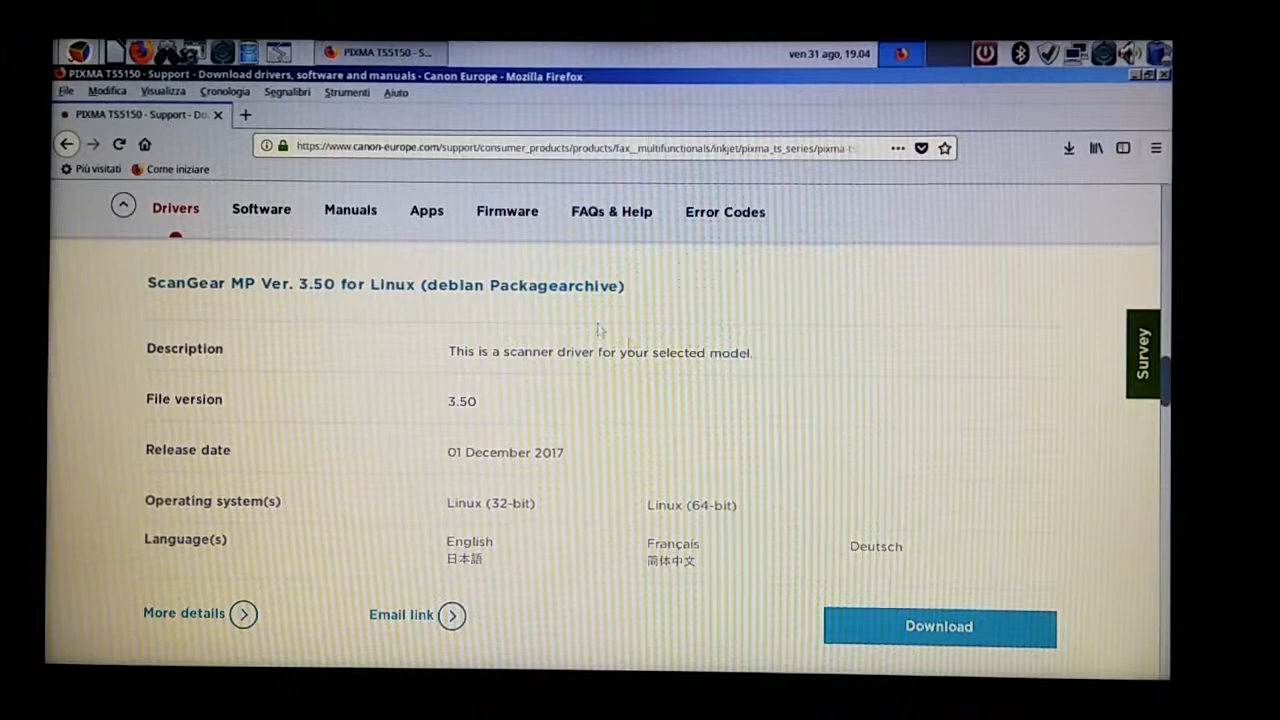 PIXMA TS5150 - S...
ven 31 ago, 19.04
PIXMA TS5150 - Support - Download drivers, software and manuals - Canon Europe - Mozilla Firefox
File Modifica Visualizza Cronologia Segnalibri Strumenti Aiuto
PIXMA TS5150 - Support - Do
https://www.canon-europe.com/support/consumer_products/products/fax_multifunctionals/inkjet/pixma_ts_series/pixma-t
Più visitati Come iniziare
Drivers Software Manuals Apps Firmware FAQs & Help Error Codes
ScanGear MP Ver. 3.50 for Linux (debian Packagearchive)
Description This is a scanner driver for your selected model.
Survey
File version 3.50
Release date 01 December 2017
Operating system(s) Linux (32-bit) Linux (64-bit)
Language(s) English Français Deutsch
日本語 简体中文
More details Email link Download